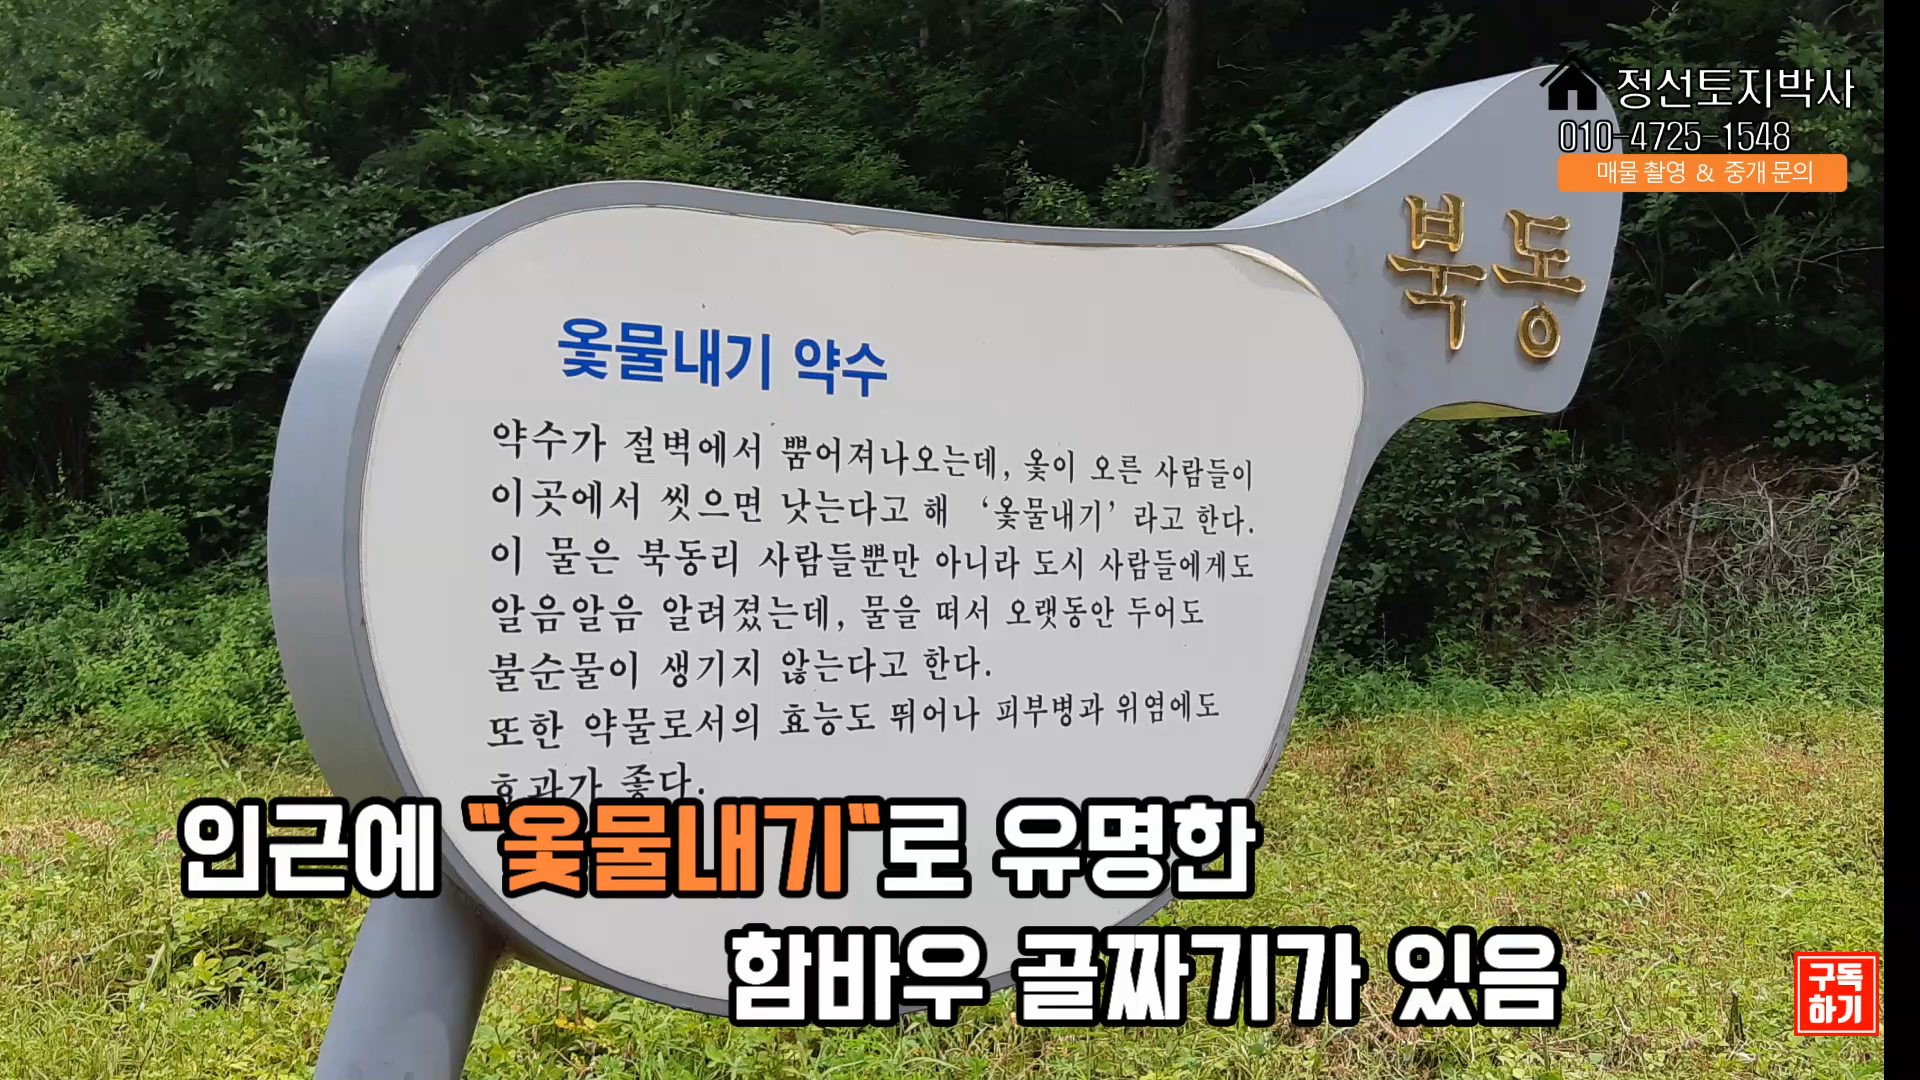 정선토지박사
010-4725-1548
매물 촬영 & 중개 문의
북동
옻물내기 약수
약수가 절벽에서 뿜어져나오는데, 옻이 오른 사람들이
이곳에서 씻으면 낫는다고 해 ‘옻물내기’ 라고 한다.
이 물은 북동리 사람들뿐만 아니라 도시 사람들에게도
알음알음 알려졌는데, 물을 떠서 오랫동안 두어도
불순물이 생기지 않는다고 한다.
또한 약물로서의 효능도 뛰어나 피부병과 위염에도
효과가 좋다.
인근에 "옻물내기"로 유명한
함바우 골짜기가 있음
구독
하기